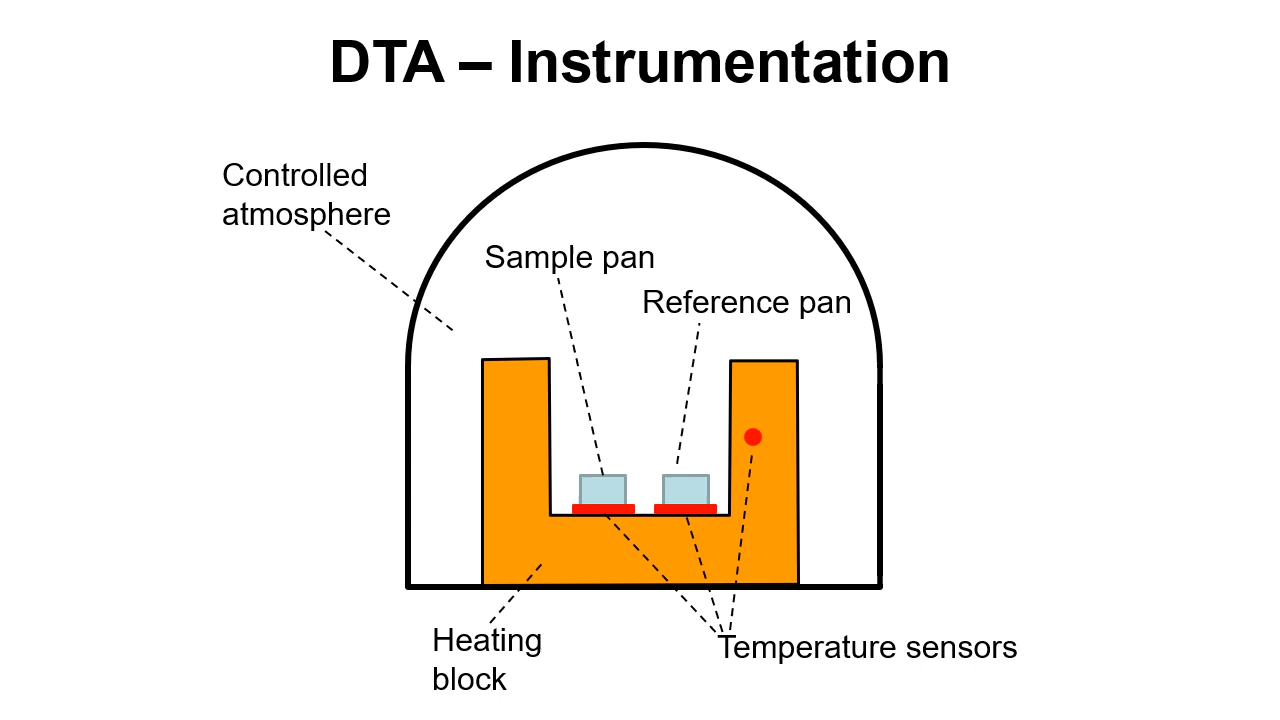 DTA – Instrumentation
Controlled
atmosphere
Sample pan
Reference pan
Heating
block
Temperature sensors